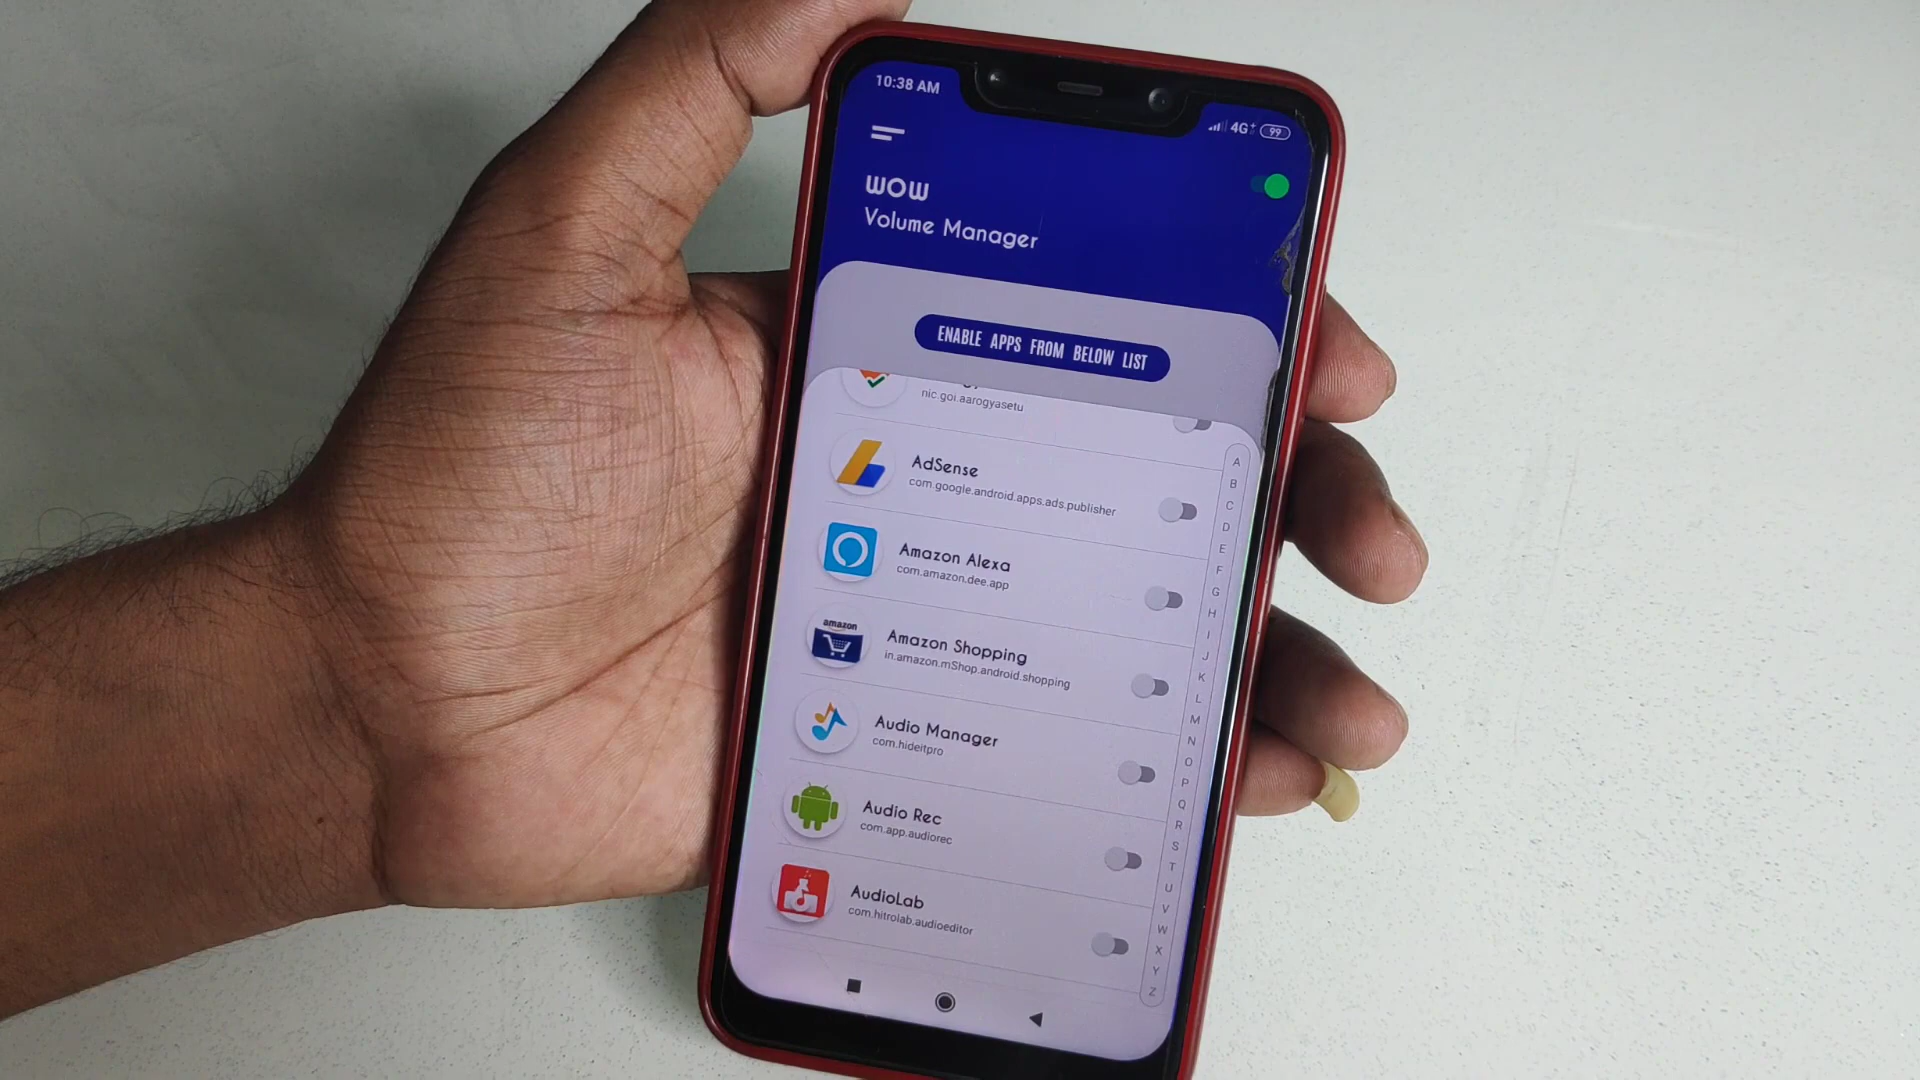 10:38 AM
4G+ 99
WOW
Volume Manager
ENABLE APPS FROM BELOW LIST
nic.goi.aarogyasetu
AdSense
com.google.android.apps.ads.publisher
Amazon Alexa
com.amazon.dee.app
amazon
Amazon Shopping
in.amazon.mShop.android.shopping
Audio Manager
com.hideitpro
Audio Rec
com.app.audiorec
AudioLab
com.hitrolab.audioeditor
A
B
C
D
E
F
G
H
I
J
K
L
M
N
O
P
Q
R
S
T
U
V
W
X
Y
Z